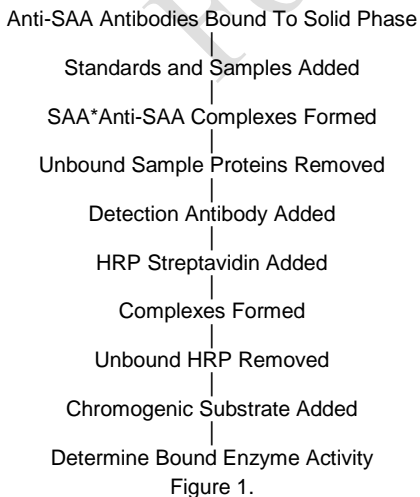 Anti-SAA Antibodies Bound To Solid Phase
Standards and Samples Added
SAA*Anti-SAA Complexes Formed
Unbound Sample Proteins Removed
Detection Antibody Added
HRP Streptavidin Added
Complexes Formed
Unbound HRP Removed
Chromogenic Substrate Added
Determine Bound Enzyme Activity
Figure 1.